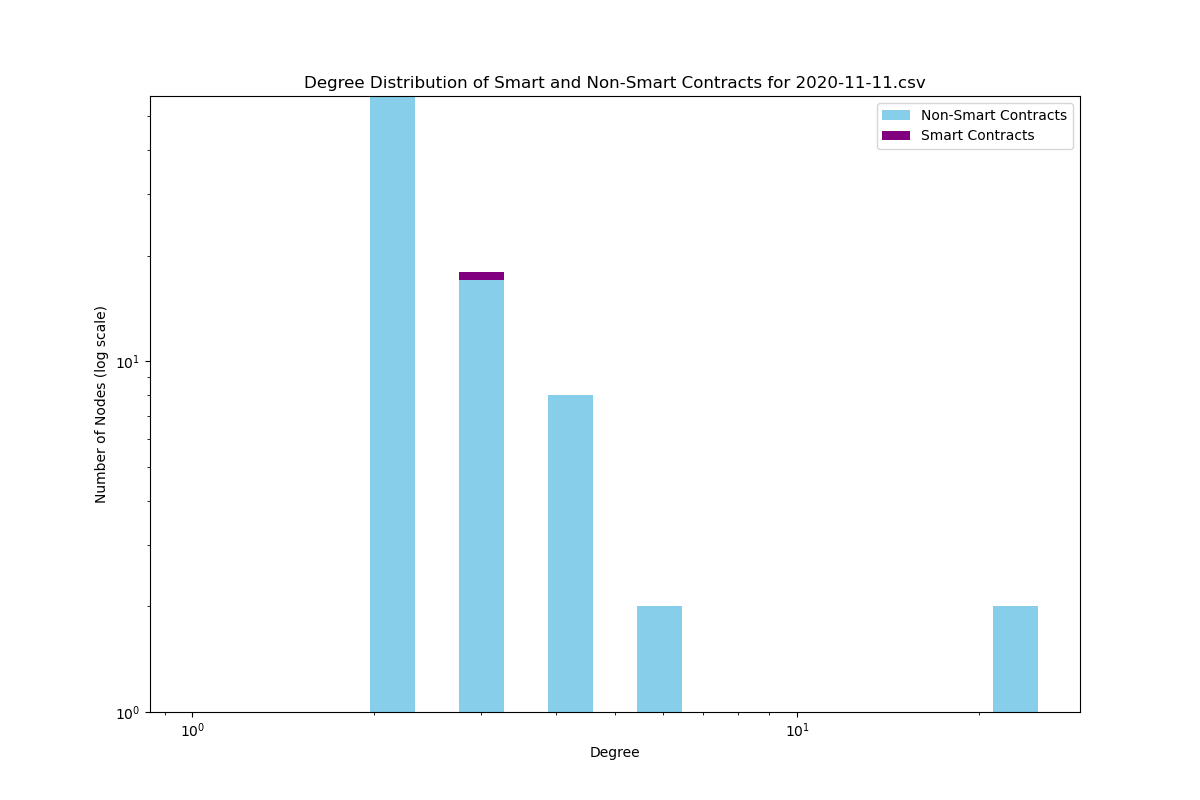 Degree Distribution of Smart and Non-Smart Contracts for 2020-11-11.csv
Non-Smart Contracts
Smart Contracts
Number of Nodes (log scale)
10¹
10⁰
10⁰
10¹
Degree